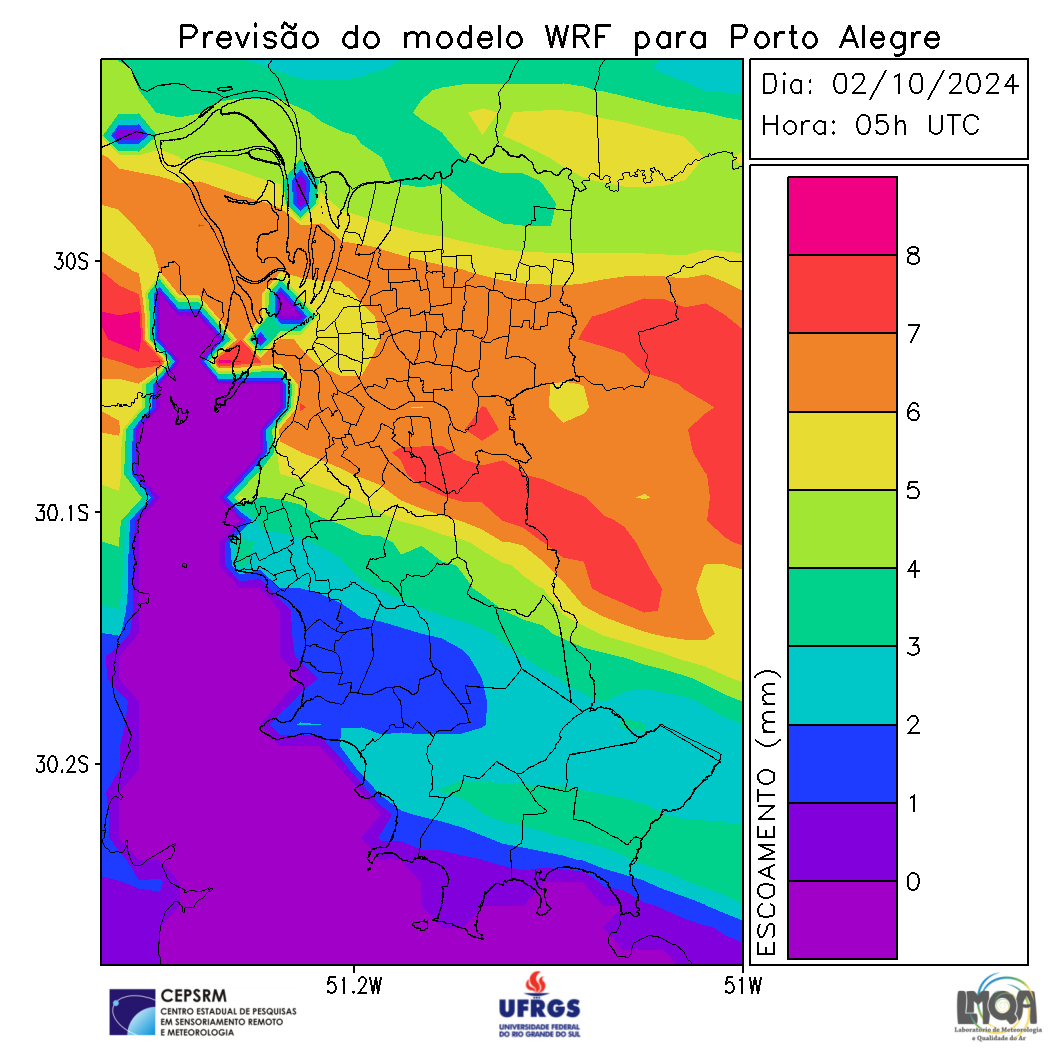 Previsão do modelo WRF para Porto Alegre
Dia: 02/10/2024
Hora: 05h UTC
30S
30.1S
30.2S
51.2W
51W
8
7
6
5
4
3
2
1
0
ESCOAMENTO (mm)
CEPSRM
CENTRO ESTADUAL DE PESQUISAS
EM SENSORIAMENTO REMOTO
E METEOROLOGIA
UFRGS
UNIVERSIDADE FEDERAL
DO RIO GRANDE DO SUL
LMQA
Laboratório de Meteorologia
e Qualidade do Ar